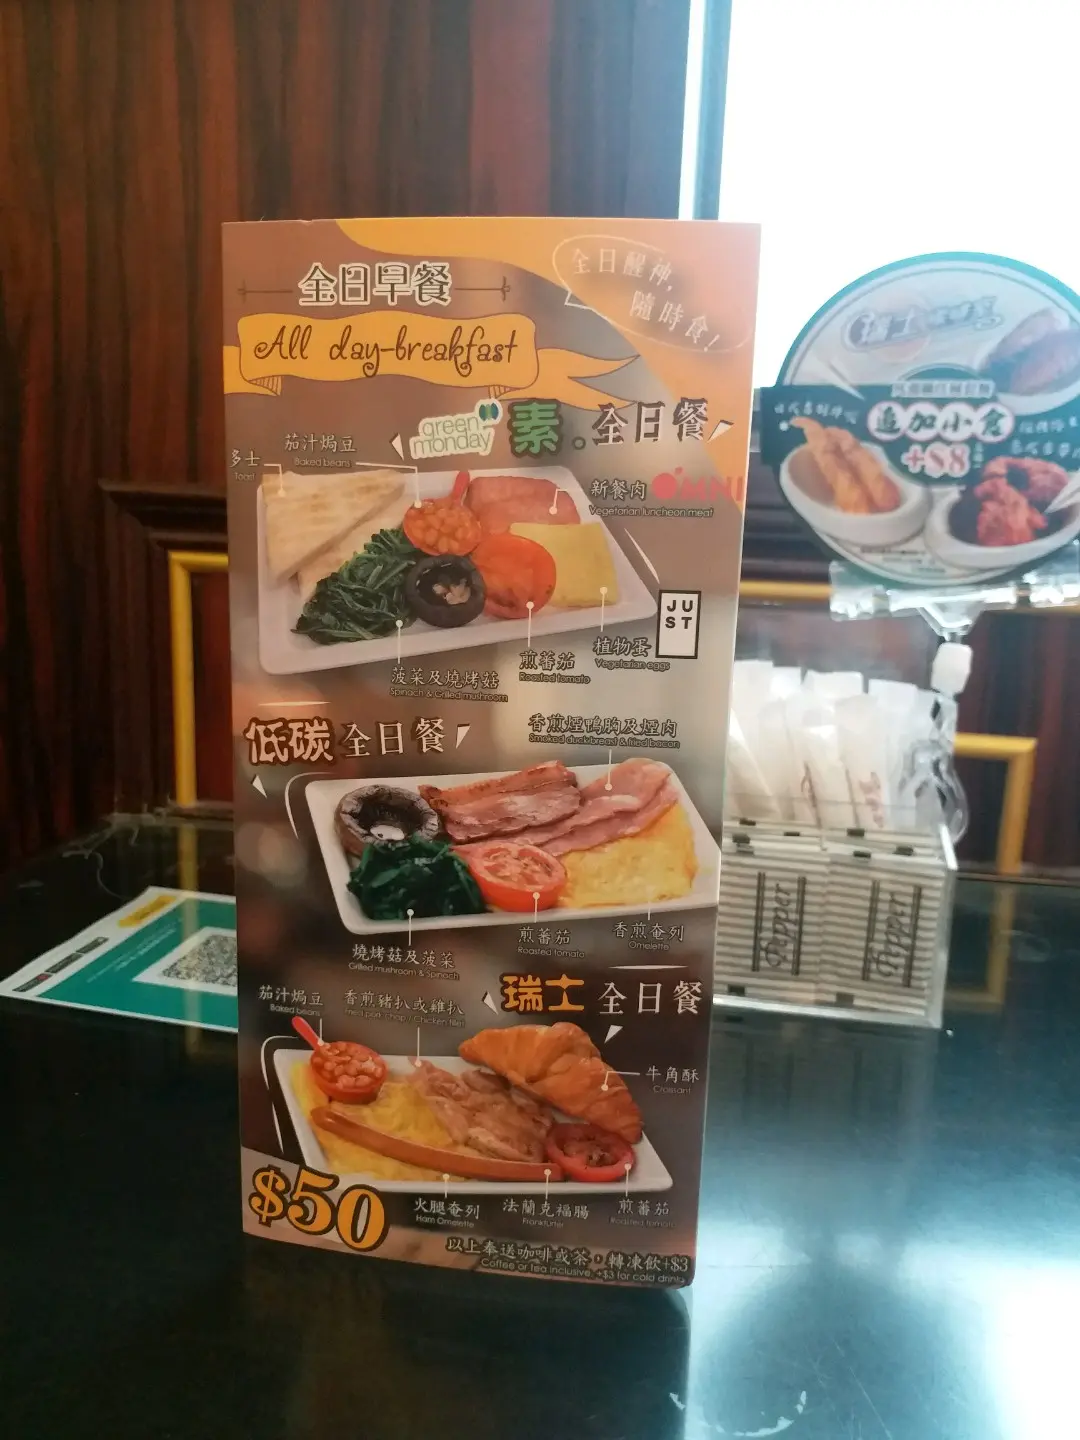 全日早餐
All day-breakfast
全日醒神,
隨時食!
green monday
素。全日餐
茄汁焗豆
Baked beans
多士
Toast
新餐肉 OMNI
Vegetarian luncheon meat
JUST
植物蛋
Vegetarian eggs
煎蕃茄
Roasted tomato
菠菜及燒烤菇
Spinach & Grilled mushroom
低碳全日餐
香煎煙鴨胸及煙肉
Smoked duck breast & fried bacon
煎蕃茄
Roasted tomato
香煎奄列
Omelette
燒烤菇及菠菜
Grilled mushroom & Spinach
瑞士全日餐
茄汁焗豆
Baked beans
香煎豬扒或雞扒
Fried pork chop / Chicken fillet
牛角酥
Croissant
$50
火腿奄列
Ham Omelette
法蘭克福腸
Frankfurter
煎蕃茄
Roasted tomato
以上奉送咖啡或茶，轉凍飲+$3
Coffee or tea inclusive, +$3 for cold drinks
追加小食
+$8
Pepper
Pepper